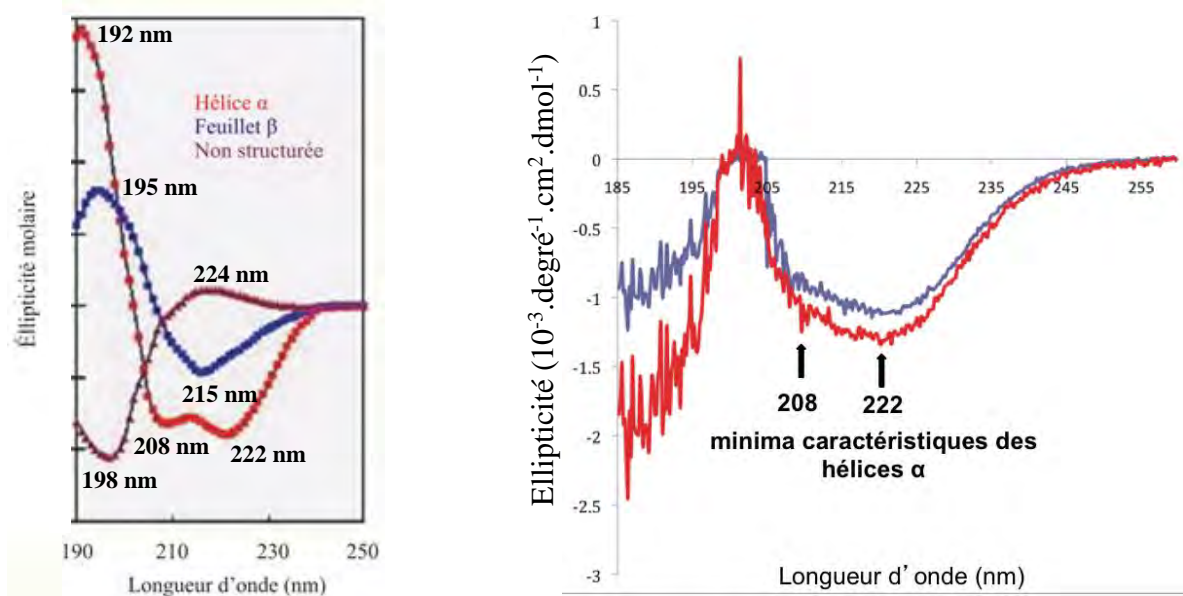 192 nm
Hélice α
Feuillet β
Non structurée
195 nm
224 nm
215 nm
208 nm
222 nm
198 nm
Éllipticité molaire
190
210
230
250
Longueur d'onde (nm)
Ellipticité (10⁻³.degré⁻¹.cm².dmol⁻¹)
1
0.5
0
-0.5
-1
-1.5
-2
-2.5
-3
185
195
205
215
225
235
245
255
208
222
minima caractéristiques des
hélices α
Longueur d'onde (nm)